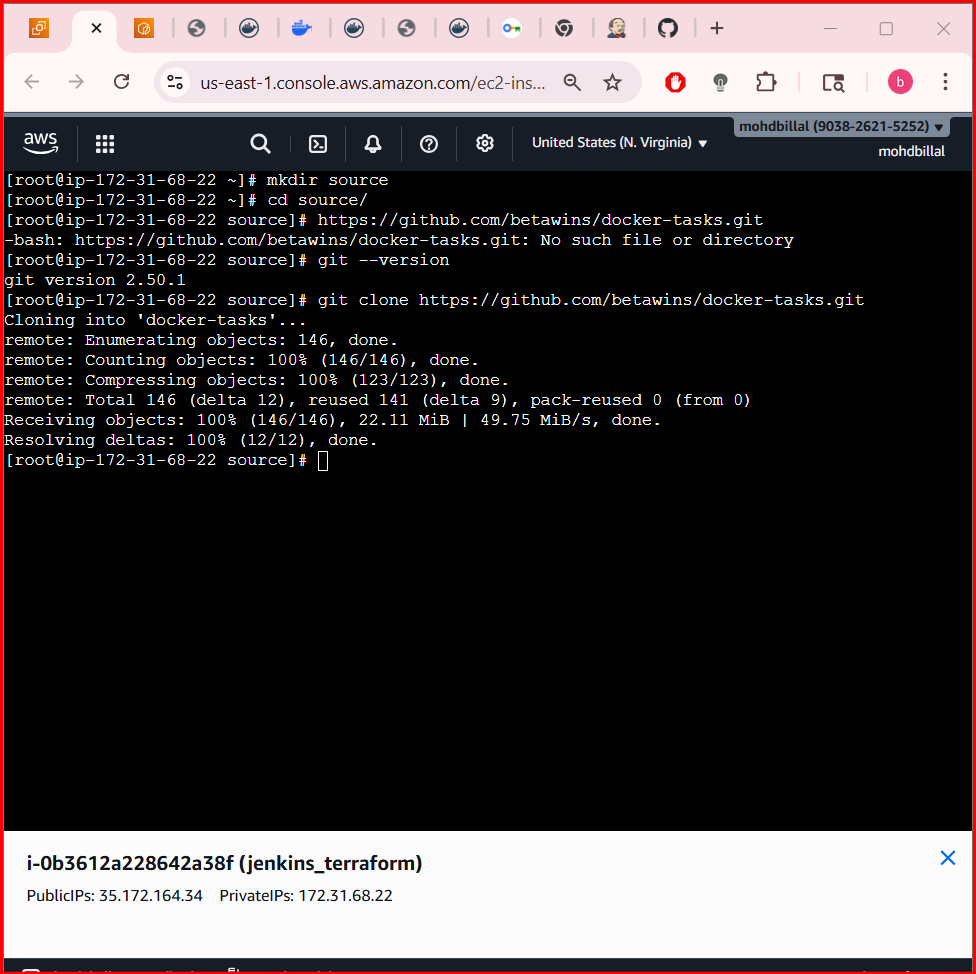 us-east-1.console.aws.amazon.com/ec2-ins...
b
aws
United States (N. Virginia)
mohdbillal (9038-2621-5252)
mohdbillal
[root@ip-172-31-68-22 ~]# mkdir source
[root@ip-172-31-68-22 ~]# cd source/
[root@ip-172-31-68-22 source]# https://github.com/betawins/docker-tasks.git
-bash: https://github.com/betawins/docker-tasks.git: No such file or directory
[root@ip-172-31-68-22 source]# git --version
git version 2.50.1
[root@ip-172-31-68-22 source]# git clone https://github.com/betawins/docker-tasks.git
Cloning into 'docker-tasks'...
remote: Enumerating objects: 146, done.
remote: Counting objects: 100% (146/146), done.
remote: Compressing objects: 100% (123/123), done.
remote: Total 146 (delta 12), reused 141 (delta 9), pack-reused 0 (from 0)
Receiving objects: 100% (146/146), 22.11 MiB | 49.75 MiB/s, done.
Resolving deltas: 100% (12/12), done.
[root@ip-172-31-68-22 source]#
i-0b3612a228642a38f (jenkins_terraform)
PublicIPs: 35.172.164.34 PrivateIPs: 172.31.68.22